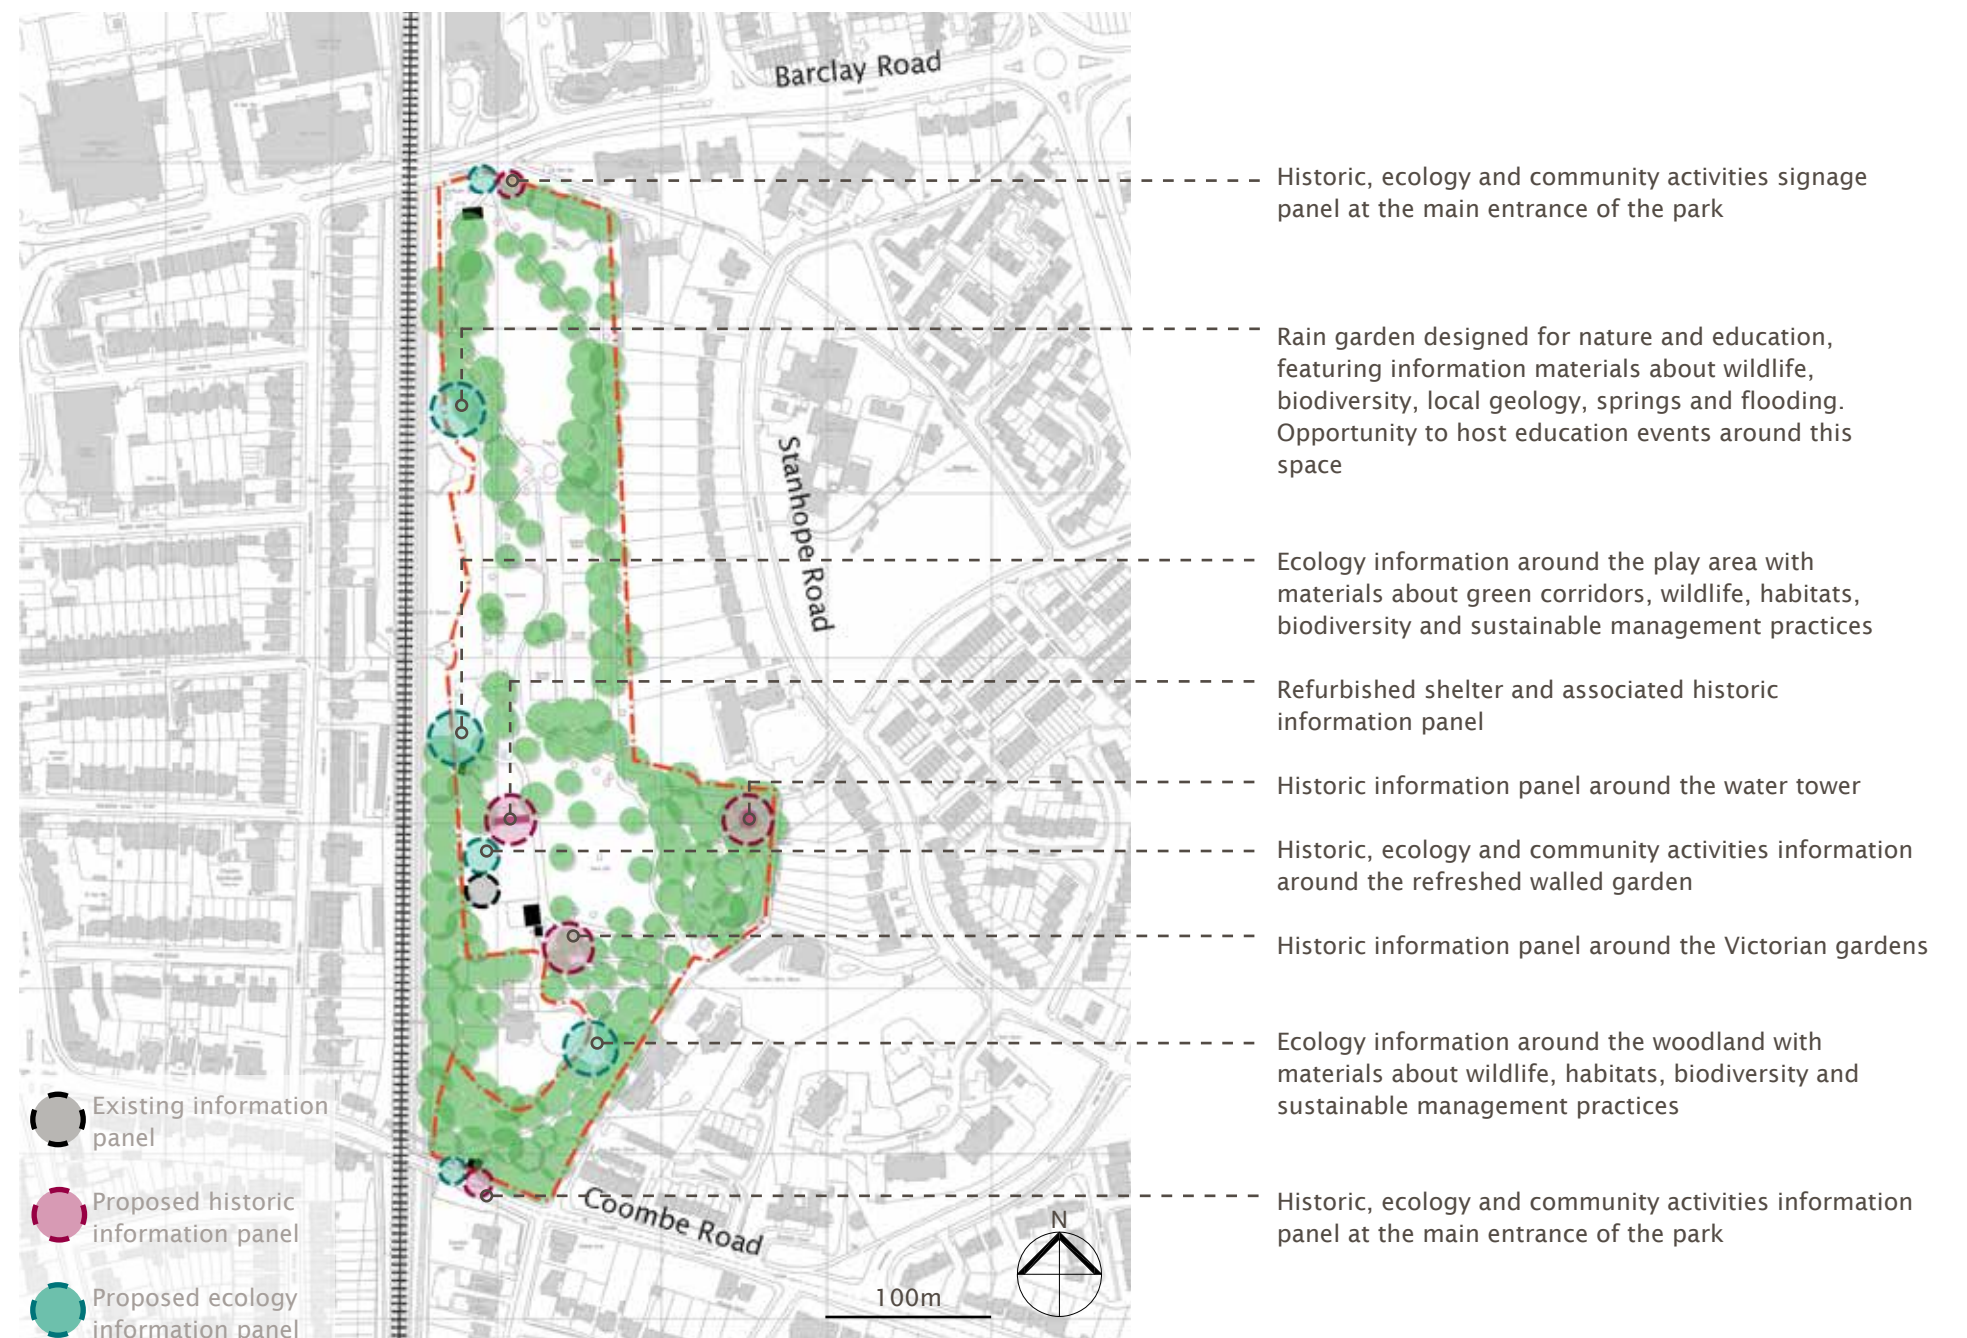 Barclay Road
Stanhope Road
Coombe Road
Historic, ecology and community activities signage
panel at the main entrance of the park
Rain garden designed for nature and education,
featuring information materials about wildlife,
biodiversity, local geology, springs and flooding.
Opportunity to host education events around this
space
Ecology information around the play area with
materials about green corridors, wildlife, habitats,
biodiversity and sustainable management practices
Refurbished shelter and associated historic
information panel
Historic information panel around the water tower
Historic, ecology and community activities information
around the refreshed walled garden
Historic information panel around the Victorian gardens
Ecology information around the woodland with
materials about wildlife, habitats, biodiversity and
sustainable management practices
Historic, ecology and community activities information
panel at the main entrance of the park
Existing information
panel
Proposed historic
information panel
Proposed ecology
information panel
100m
N